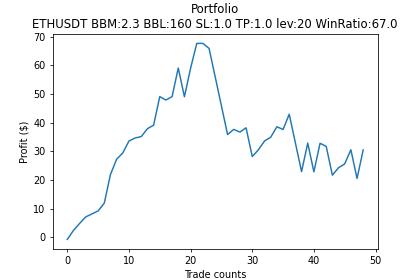 Portfolio
ETHUSDT BBM:2.3 BBL:160 SL:1.0 TP:1.0 lev:20 WinRatio:67.0
70
60
50
40
30
20
10
0
Profit ($)
0 10 20 30 40 50
Trade counts